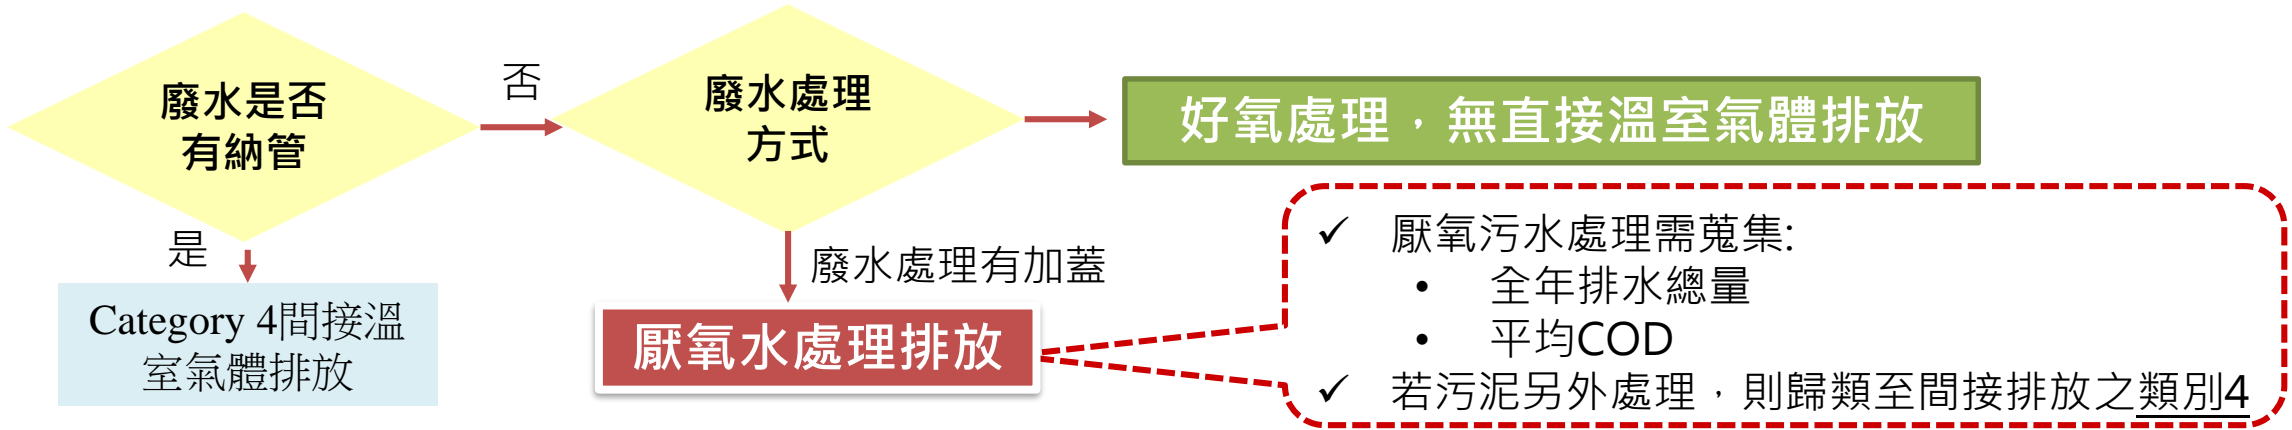 廢水是否
有納管
否
廢水處理
方式
好氧處理，無直接溫室氣體排放
是
Category 4間接溫
室氣體排放
廢水處理有加蓋
厭氧水處理排放
✓ 厭氧污水處理需蒐集:
• 全年排水總量
• 平均COD
✓ 若污泥另外處理，則歸類至間接排放之類別4